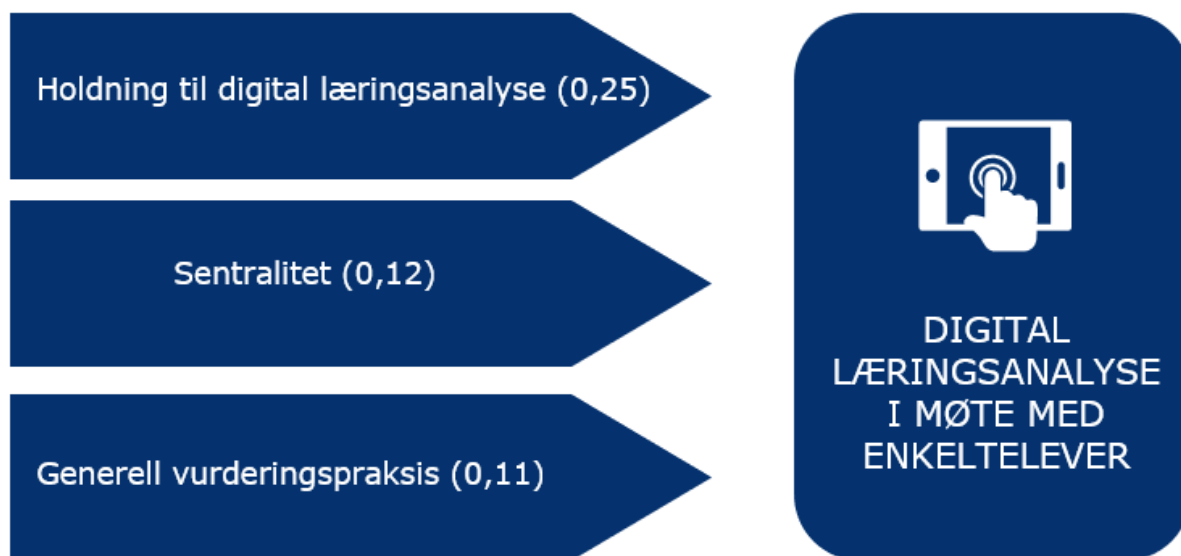 Holdning til digital læringsanalyse (0,25)
Sentralitet (0,12)
Generell vurderingspraksis (0,11)
DIGITAL
LÆRINGSANALYSE
I MØTE MED
ENKELTELEVER